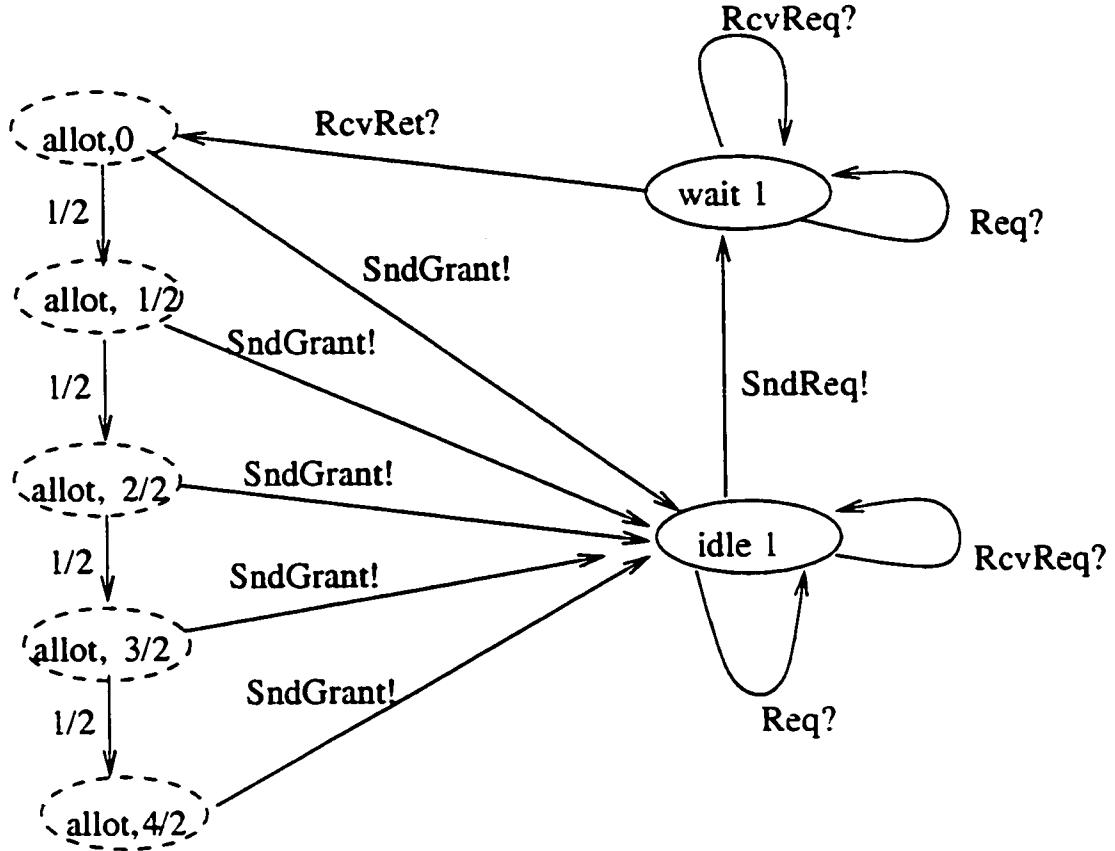 RcvReq?
RcvRet?
allot,0
wait 1
1/2
Req?
SndGrant!
allot, 1/2
SndGrant!
1/2
SndReq!
SndGrant!
allot, 2/2
idle 1
1/2
RcvReq?
SndGrant!
allot, 3/2
SndGrant!
1/2
Req?
allot,4/2